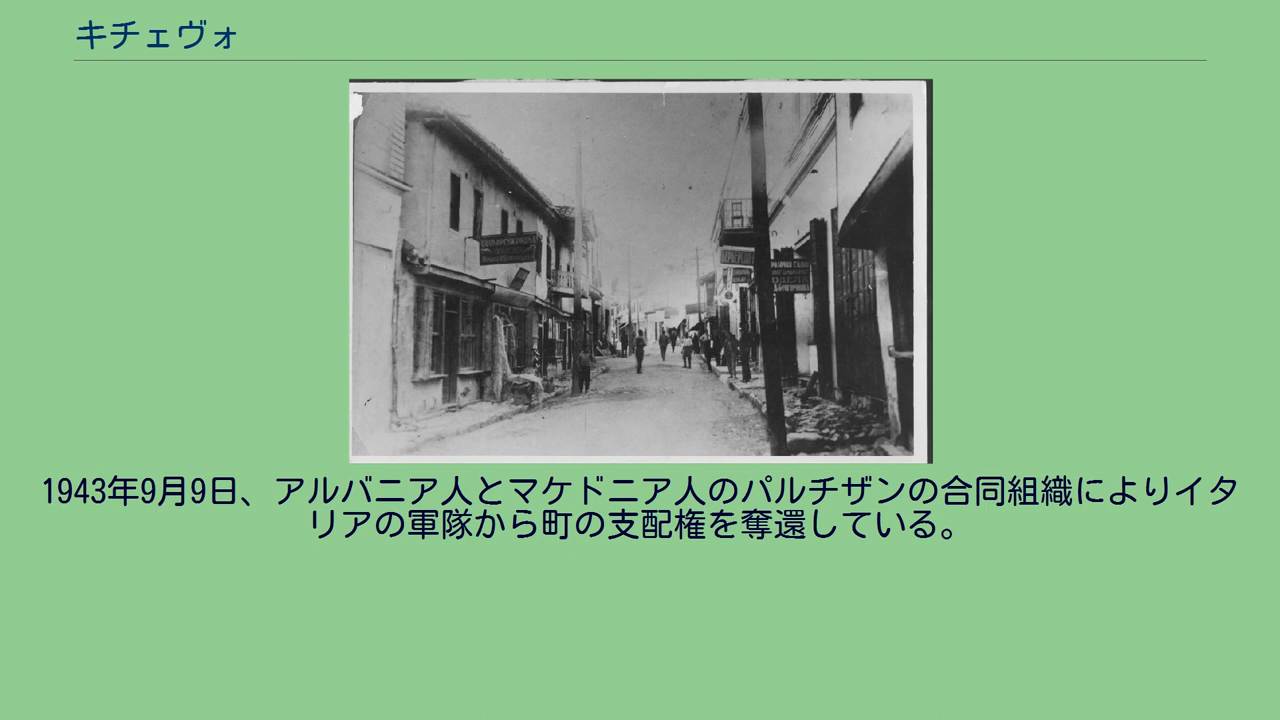 キチェヴォ
1943年9月9日、アルバニア人とマケドニア人のパルチザンの合同組織によりイタ
リアの軍隊から町の支配権を奪還している。